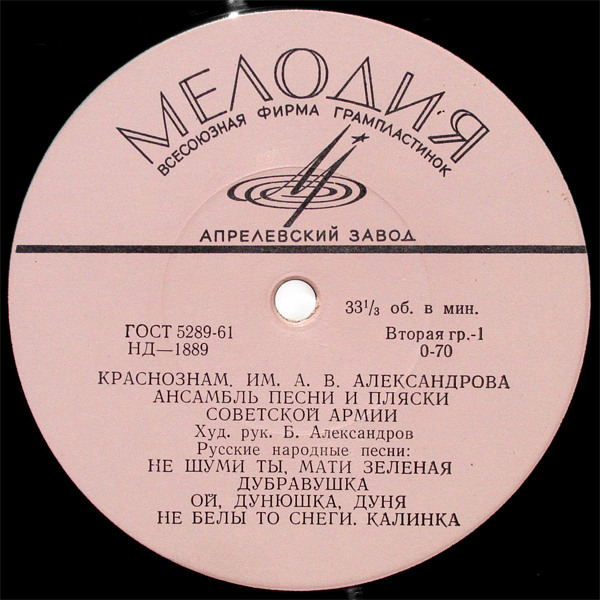 МЕЛОДИЯ
ВСЕСОЮЗНАЯ ФИРМА ГРАМПЛАСТИНОК
АПРЕЛЕВСКИЙ ЗАВОД
33 1/3 об. в мин.
ГОСТ 5289-61 Вторая гр.-1
НД—1889 0-70
КРАСНОЗНАМ. ИМ. А. В. АЛЕКСАНДРОВА
АНСАМБЛЬ ПЕСНИ И ПЛЯСКИ
СОВЕТСКОЙ АРМИИ
Худ. рук. Б. Александров
Русские народные песни:
НЕ ШУМИ ТЫ, МАТИ ЗЕЛЕНАЯ
ДУБРАВУШКА
ОЙ, ДУНЮШКА, ДУНЯ
НЕ БЕЛЫ ТО СНЕГИ. КАЛИНКА